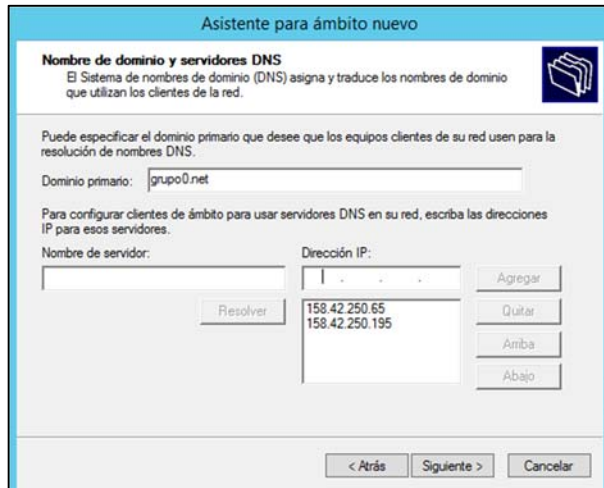 Asistente para ámbito nuevo
Nombre de dominio y servidores DNS
El Sistema de nombres de dominio (DNS) asigna y traduce los nombres de dominio
que utilizan los clientes de la red.
Puede especificar el dominio primario que desee que los equipos clientes de su red usen para la
resolución de nombres DNS.
Dominio primario: grupo0.net
Para configurar clientes de ámbito para usar servidores DNS en su red, escriba las direcciones
IP para esos servidores.
Nombre de servidor: Dirección IP:
. . . Agregar
Resolver 158.42.250.65 Quitar
158.42.250.195
Arriba
Abajo
< Atrás Siguiente > Cancelar